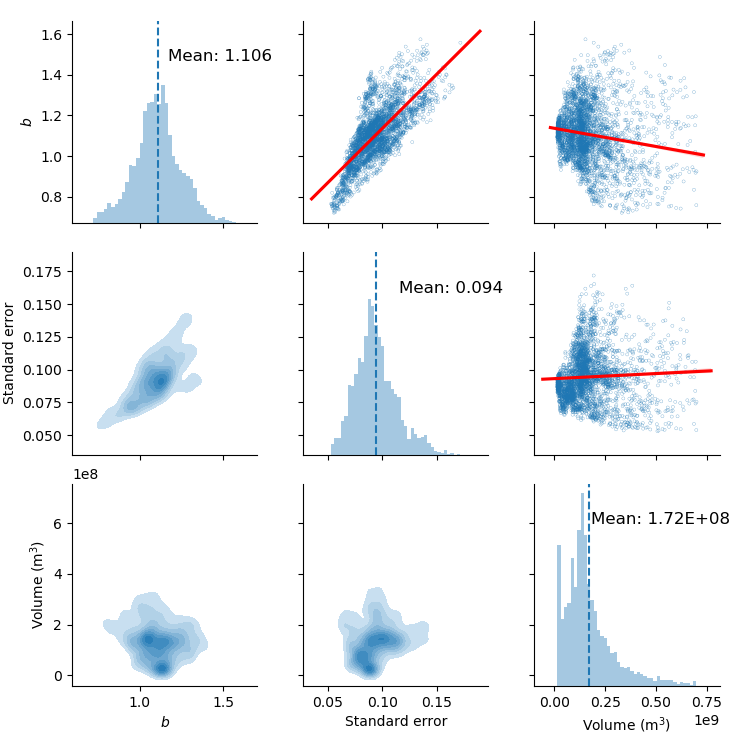 1.6
1.4
1.2
1.0
0.8
b
Mean: 1.106
0.175
0.150
0.125
0.100
0.075
0.050
Standard error
Mean: 0.094
1e8
6
4
2
0
Volume (m³)
Mean: 1.72E+08
1.0 1.5
b
0.05 0.10 0.15
Standard error
0.00 0.25 0.50 0.75
1e9
Volume (m³)